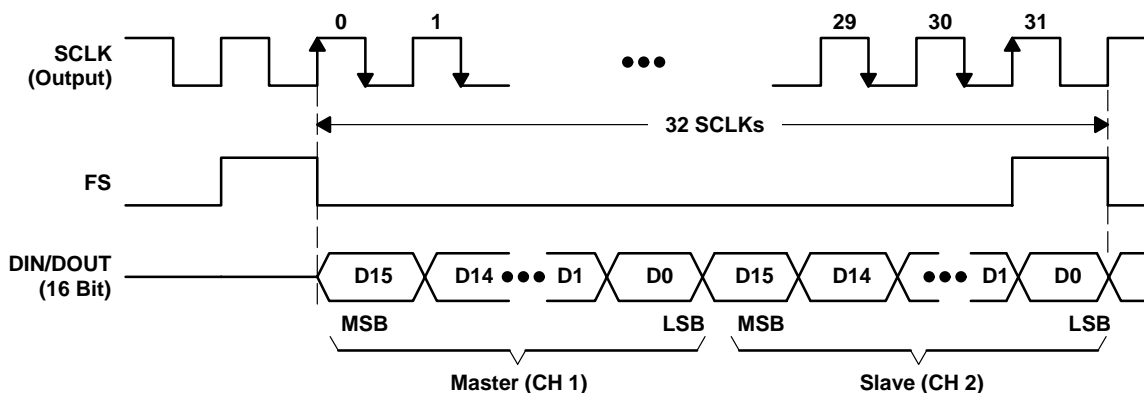 0 1 29 30 31
SCLK
(Output)
32 SCLKs
FS
DIN/DOUT
(16 Bit)
D15 D14 D1 D0 D15 D14 D1 D0
MSB LSB MSB LSB
Master (CH 1) Slave (CH 2)